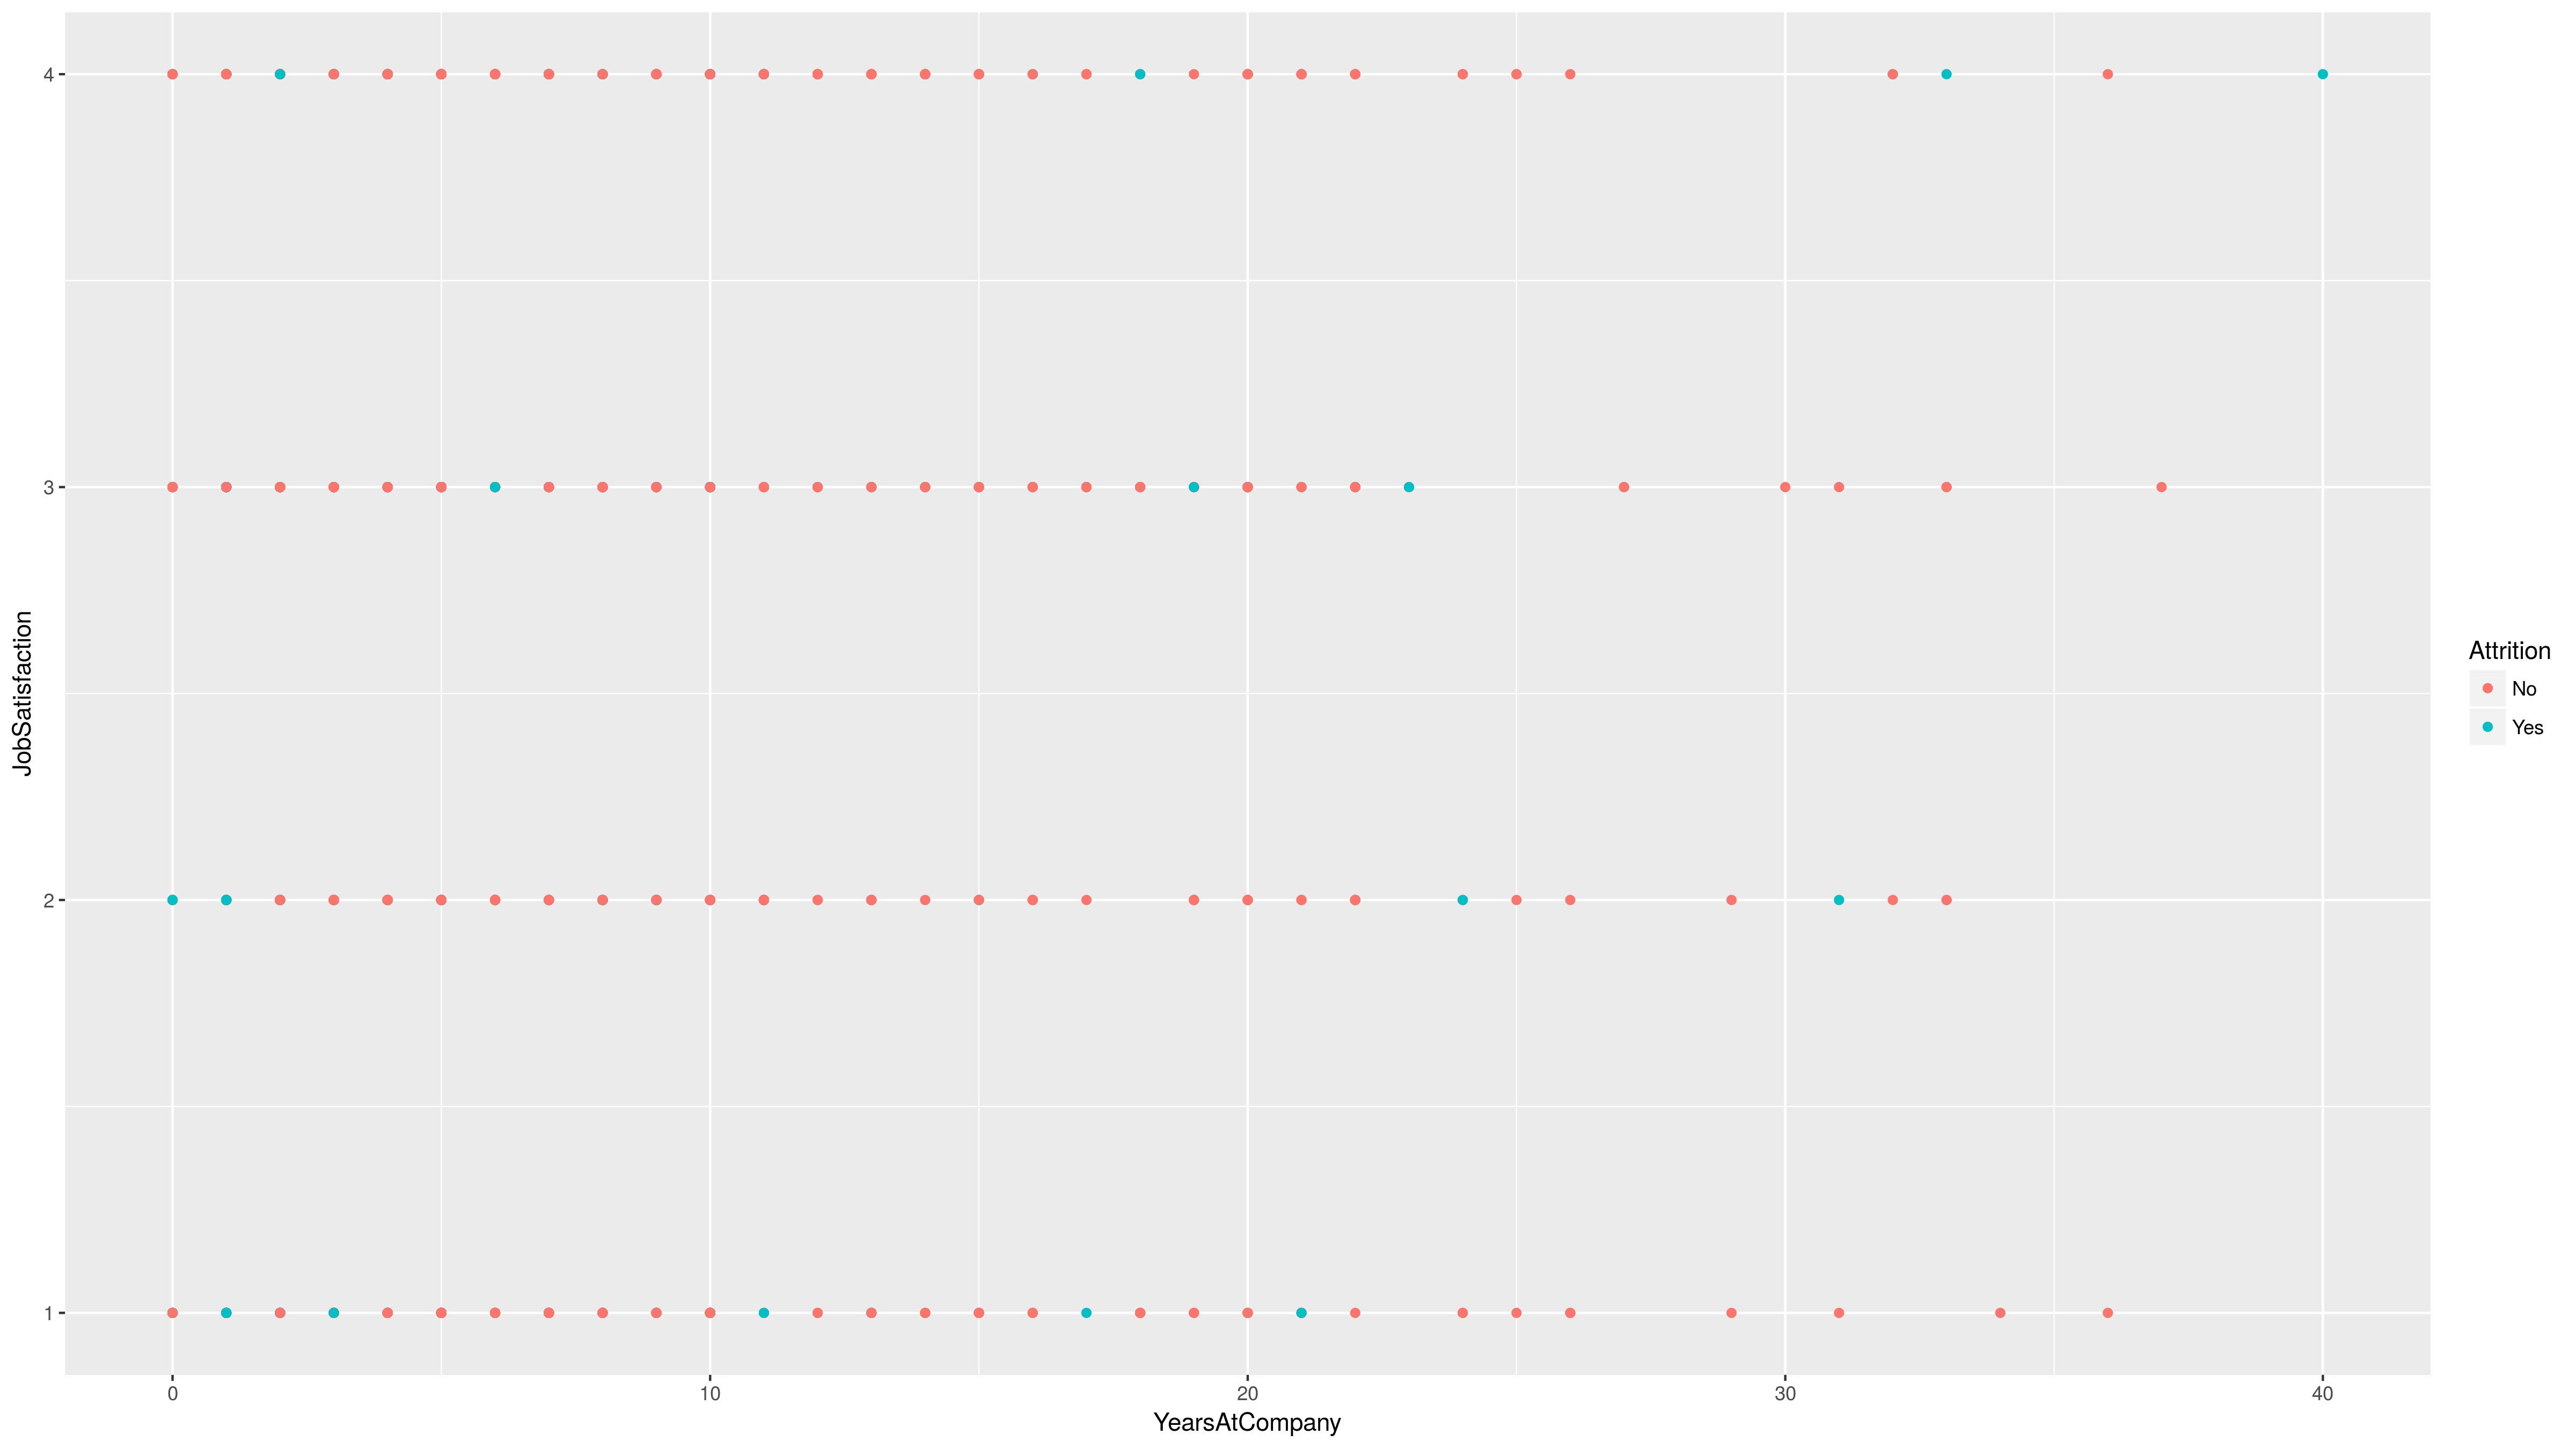 4
3
2
1
JobSatisfaction
0 10 20 30 40
YearsAtCompany
Attrition
No
Yes